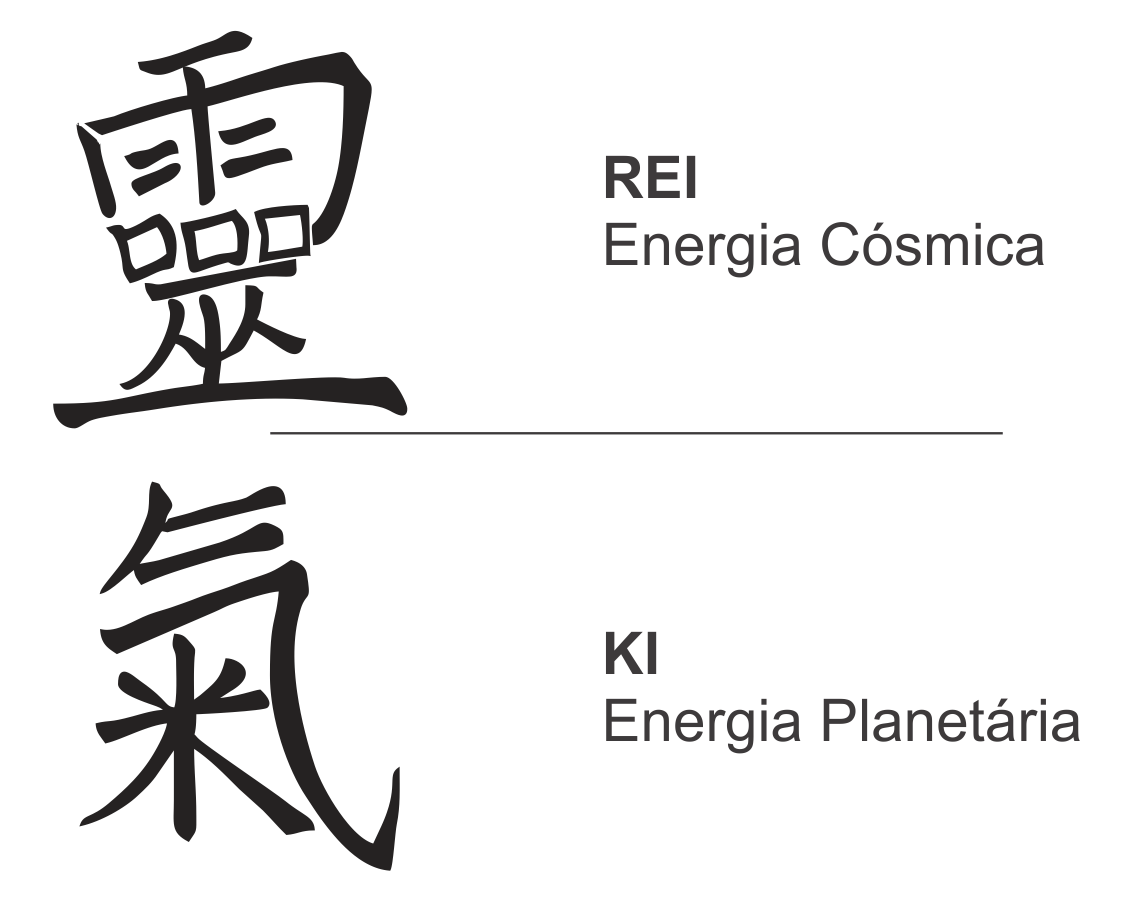 靈
REI
Energia Cósmica
氣
KI
Energia Planetária